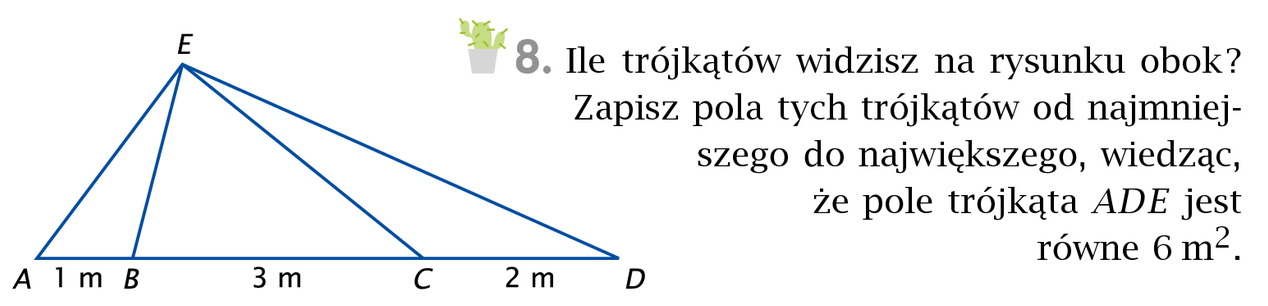 E
A 1 m B 3 m C 2 m D
8. Ile trójkątów widzisz na rysunku obok?
Zapisz pola tych trójkątów od najmniej-
szego do największego, wiedząc,
że pole trójkąta ADE jest
równe 6 m².